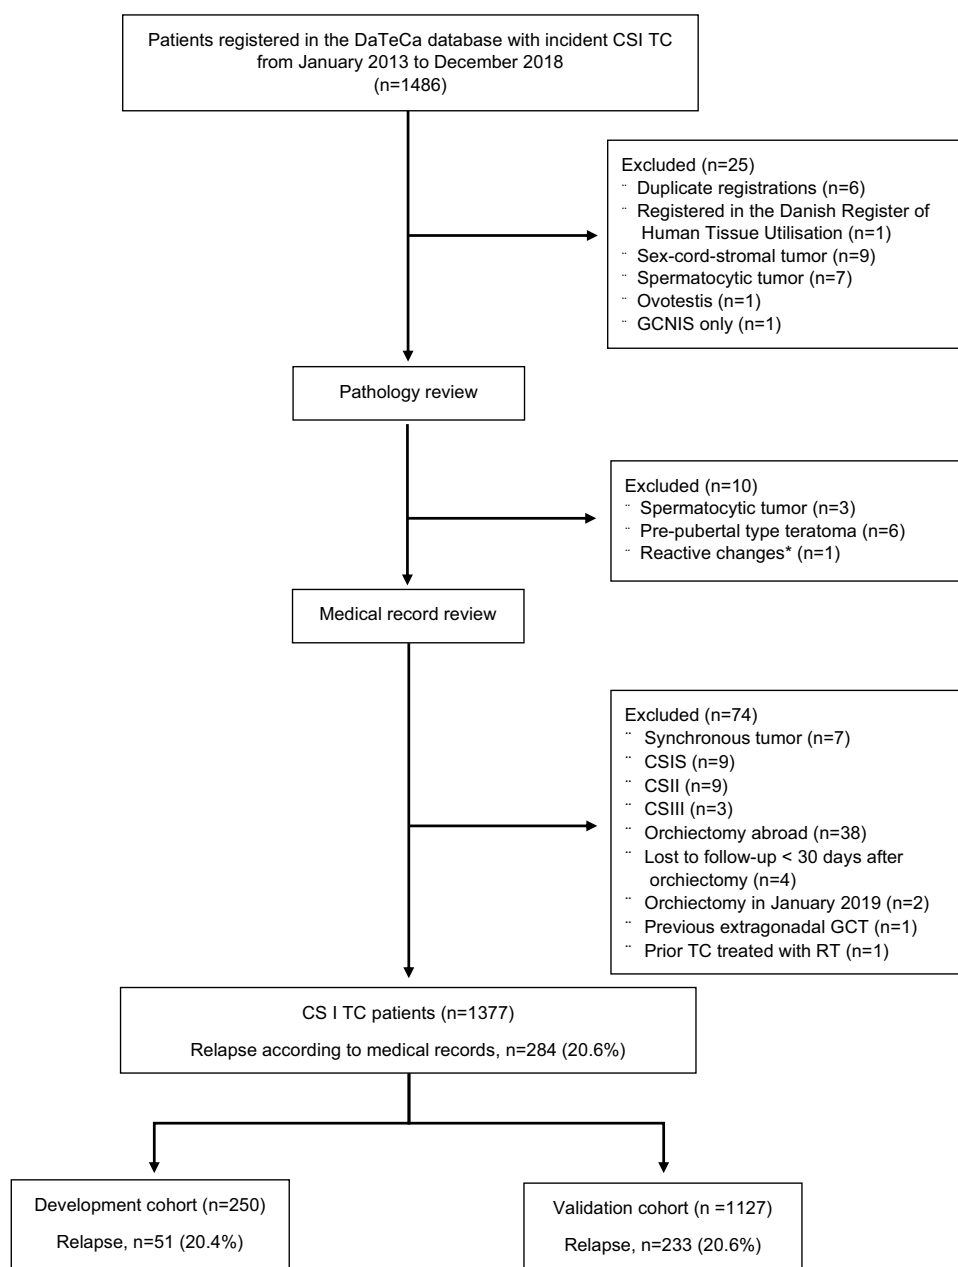 Patients registered in the DaTeCa database with incident CSI TC
from January 2013 to December 2018
(n=1486)
Excluded (n=25)
¨ Duplicate registrations (n=6)
¨ Registered in the Danish Register of
Human Tissue Utilisation (n=1)
¨ Sex-cord-stromal tumor (n=9)
¨ Spermatocytic tumor (n=7)
¨ Ovotestis (n=1)
¨ GCNIS only (n=1)
Pathology review
Excluded (n=10)
¨ Spermatocytic tumor (n=3)
¨ Pre-pubertal type teratoma (n=6)
¨ Reactive changes* (n=1)
Medical record review
Excluded (n=74)
¨ Synchronous tumor (n=7)
¨ CSIS (n=9)
¨ CSII (n=9)
¨ CSIII (n=3)
¨ Orchiectomy abroad (n=38)
¨ Lost to follow-up < 30 days after
orchiectomy (n=4)
¨ Orchiectomy in January 2019 (n=2)
¨ Previous extragonadal GCT (n=1)
¨ Prior TC treated with RT (n=1)
CS I TC patients (n=1377)
Relapse according to medical records, n=284 (20.6%)
Development cohort (n=250)
Relapse, n=51 (20.4%)
Validation cohort (n =1127)
Relapse, n=233 (20.6%)